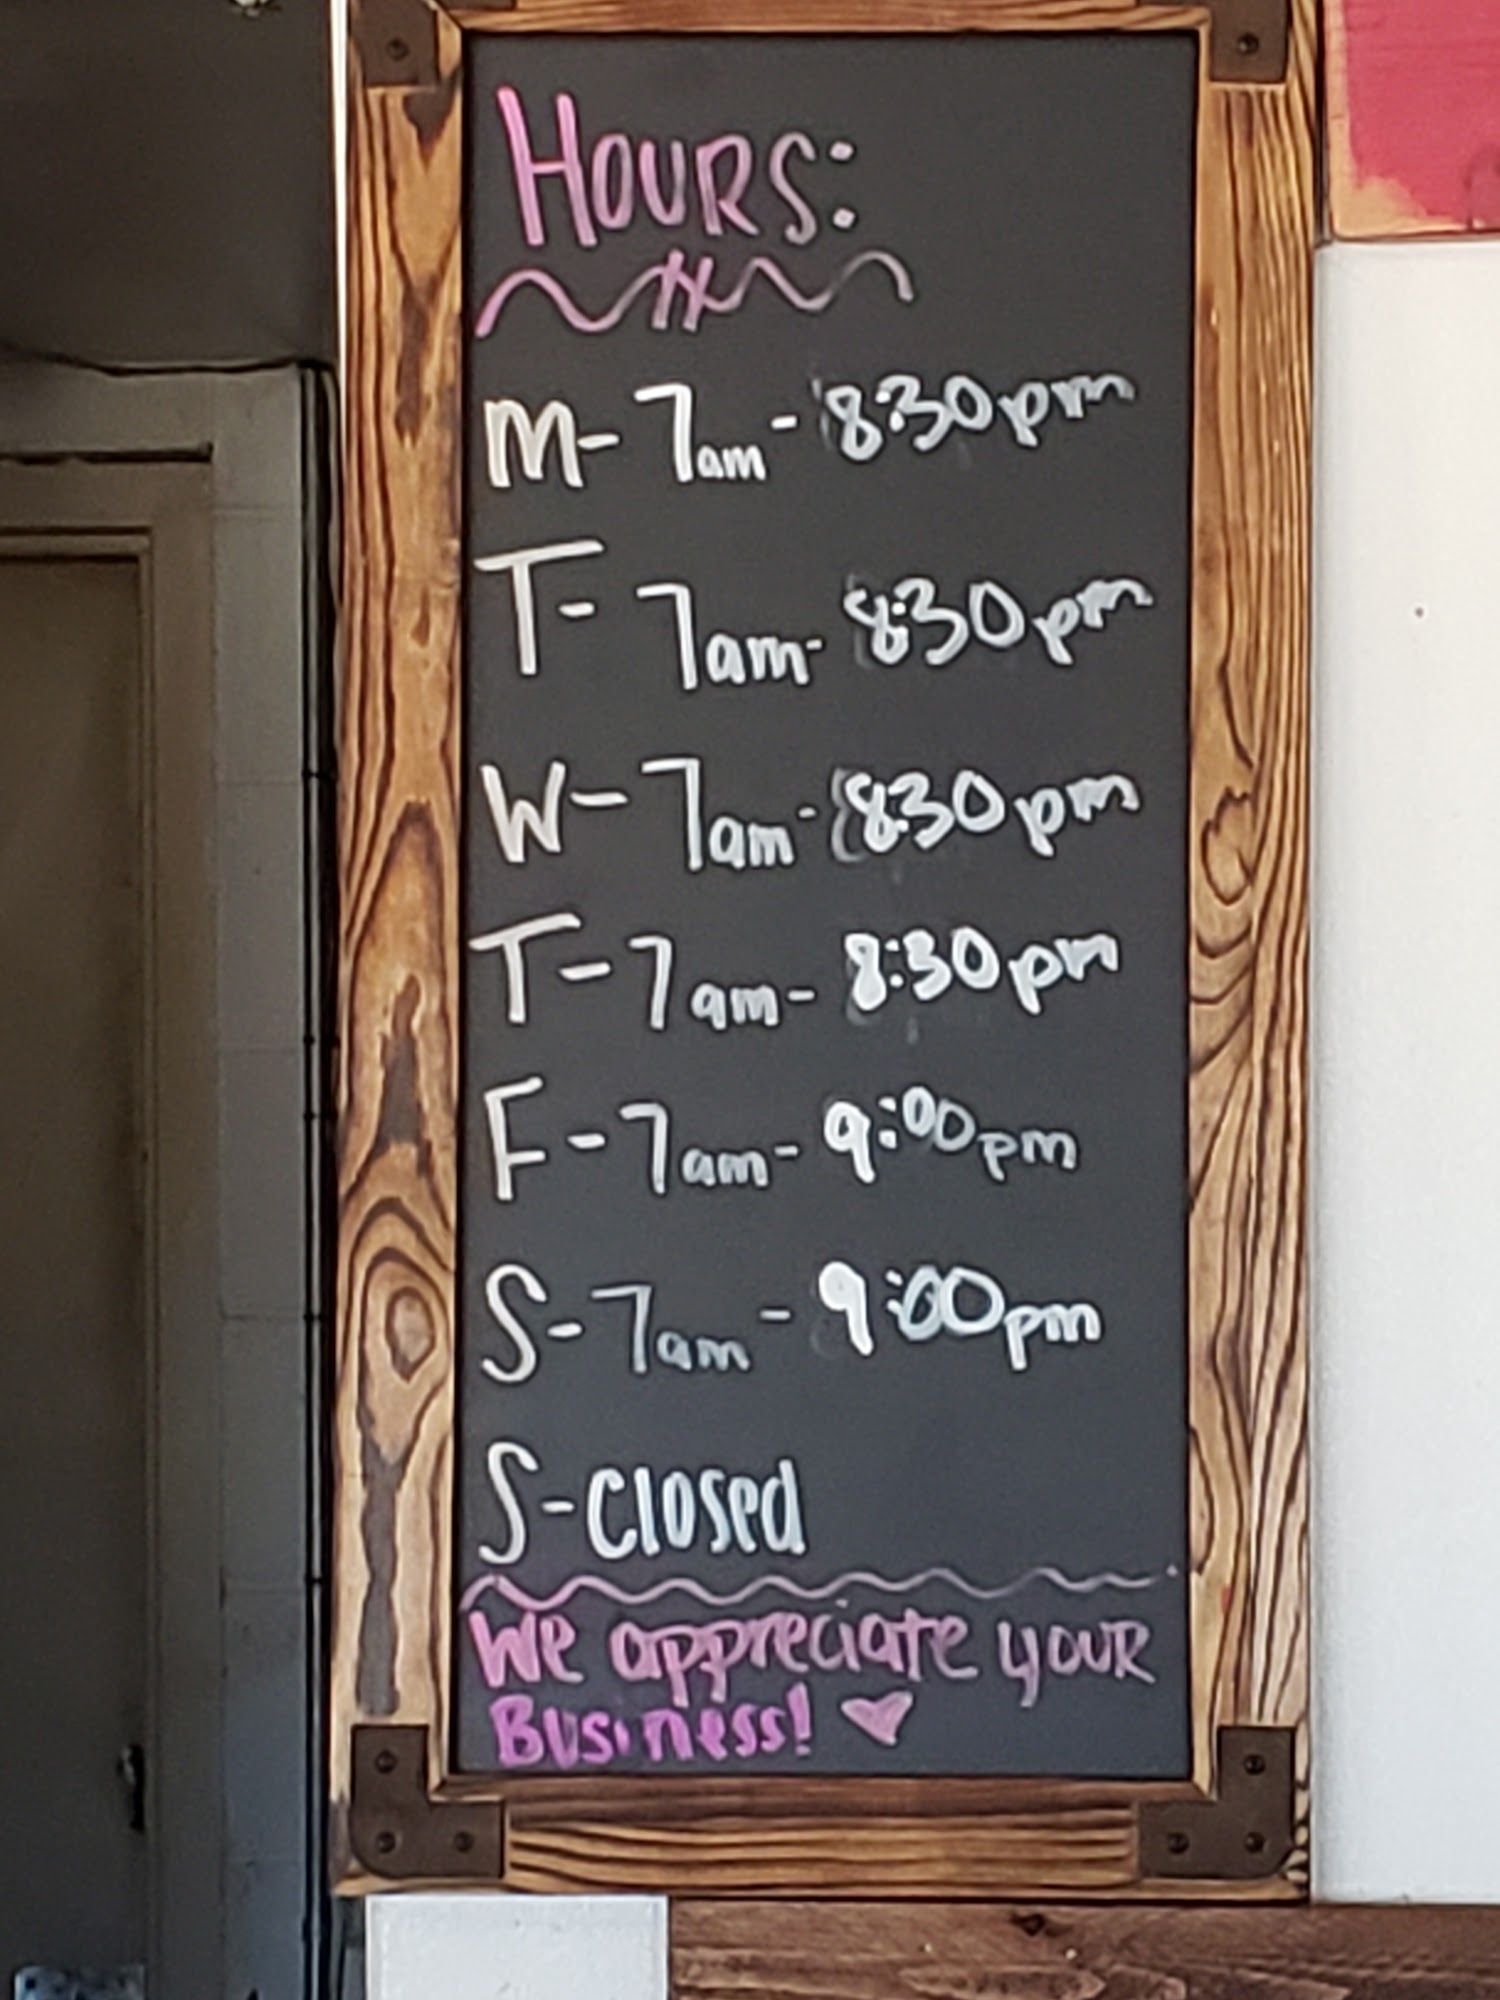 Hours:
M- 7am - 8:30pm
T- 7am- 8:30pm
W- 7am- 8:30pm
T- 7am- 8:30pm
F- 7am- 9:00pm
S- 7am - 9:00pm
S- closed
We appreciate your
Business! ♥